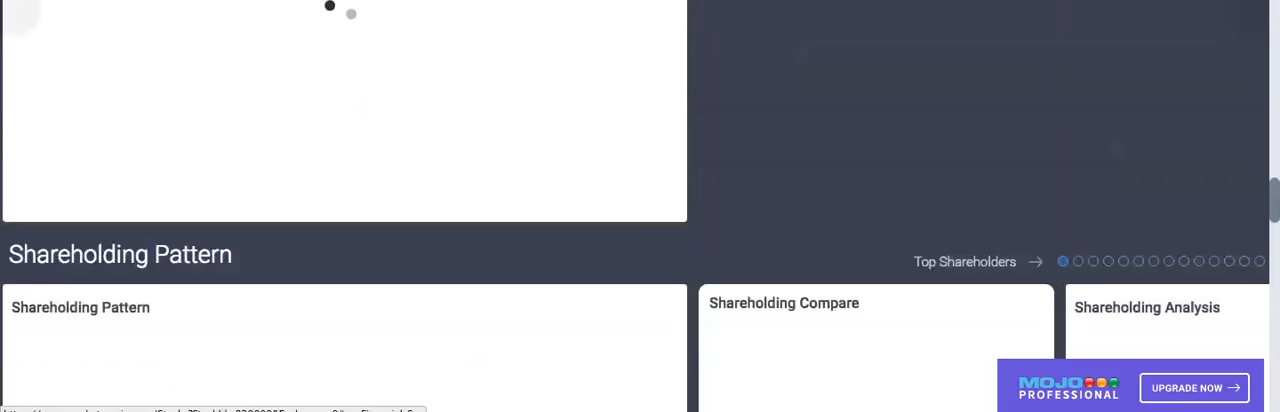 Shareholding Pattern
Top Shareholders →
Shareholding Pattern
Shareholding Compare
Shareholding Analysis
MOJO
PROFESSIONAL
UPGRADE NOW →